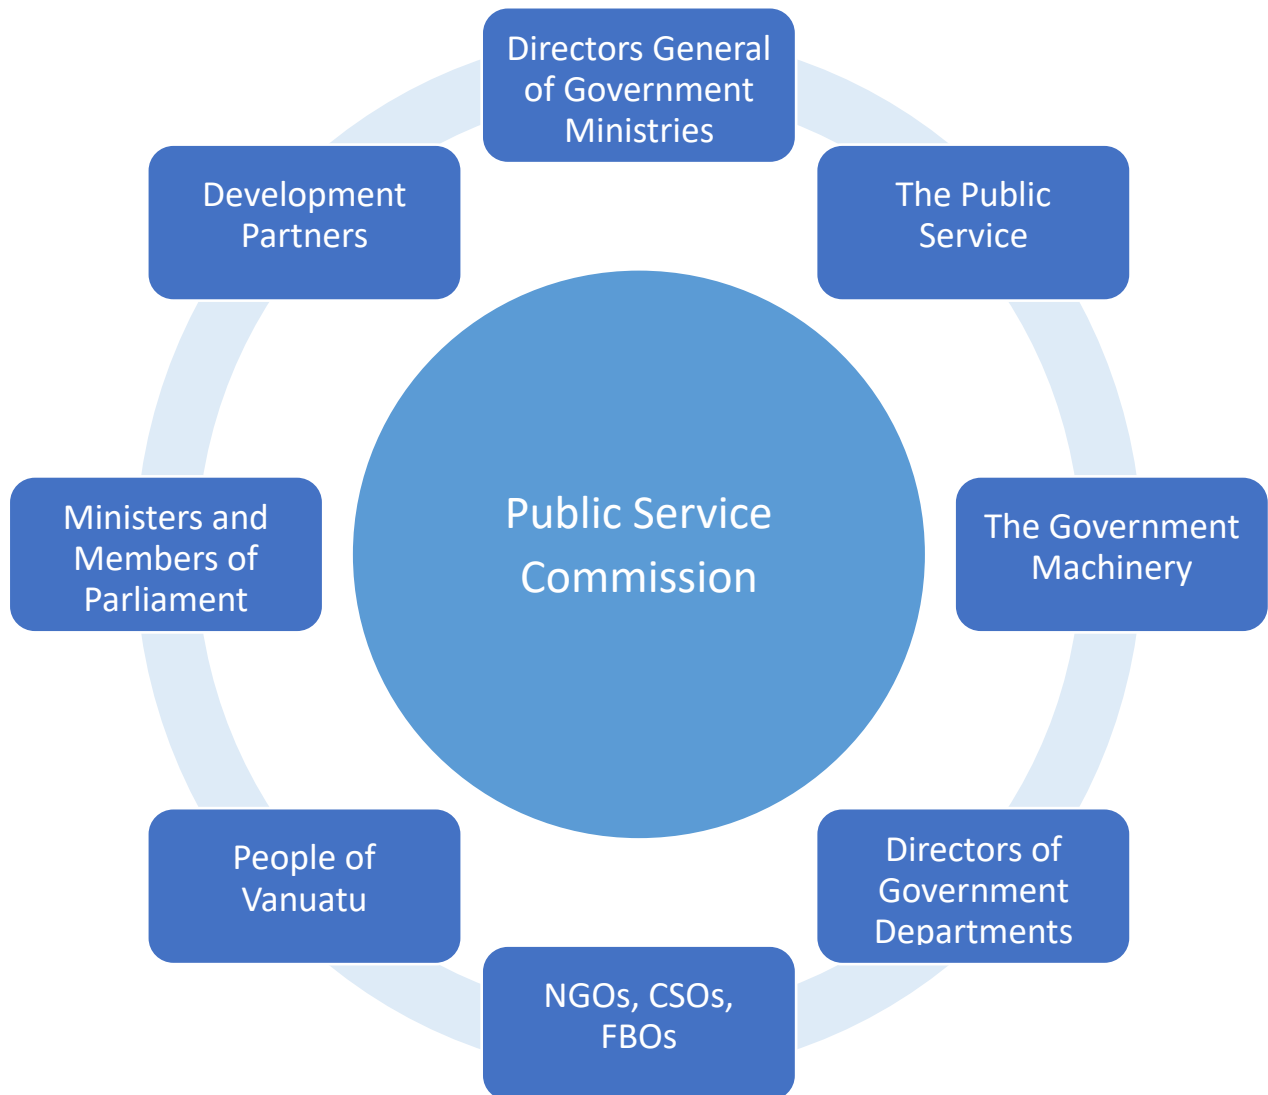 Directors General
of Government
Ministries
Development
Partners
The Public
Service
Ministers and
Members of
Parliament
Public Service
Commission
The Government
Machinery
People of
Vanuatu
Directors of
Government
Departments
NGOs, CSOs,
FBOs